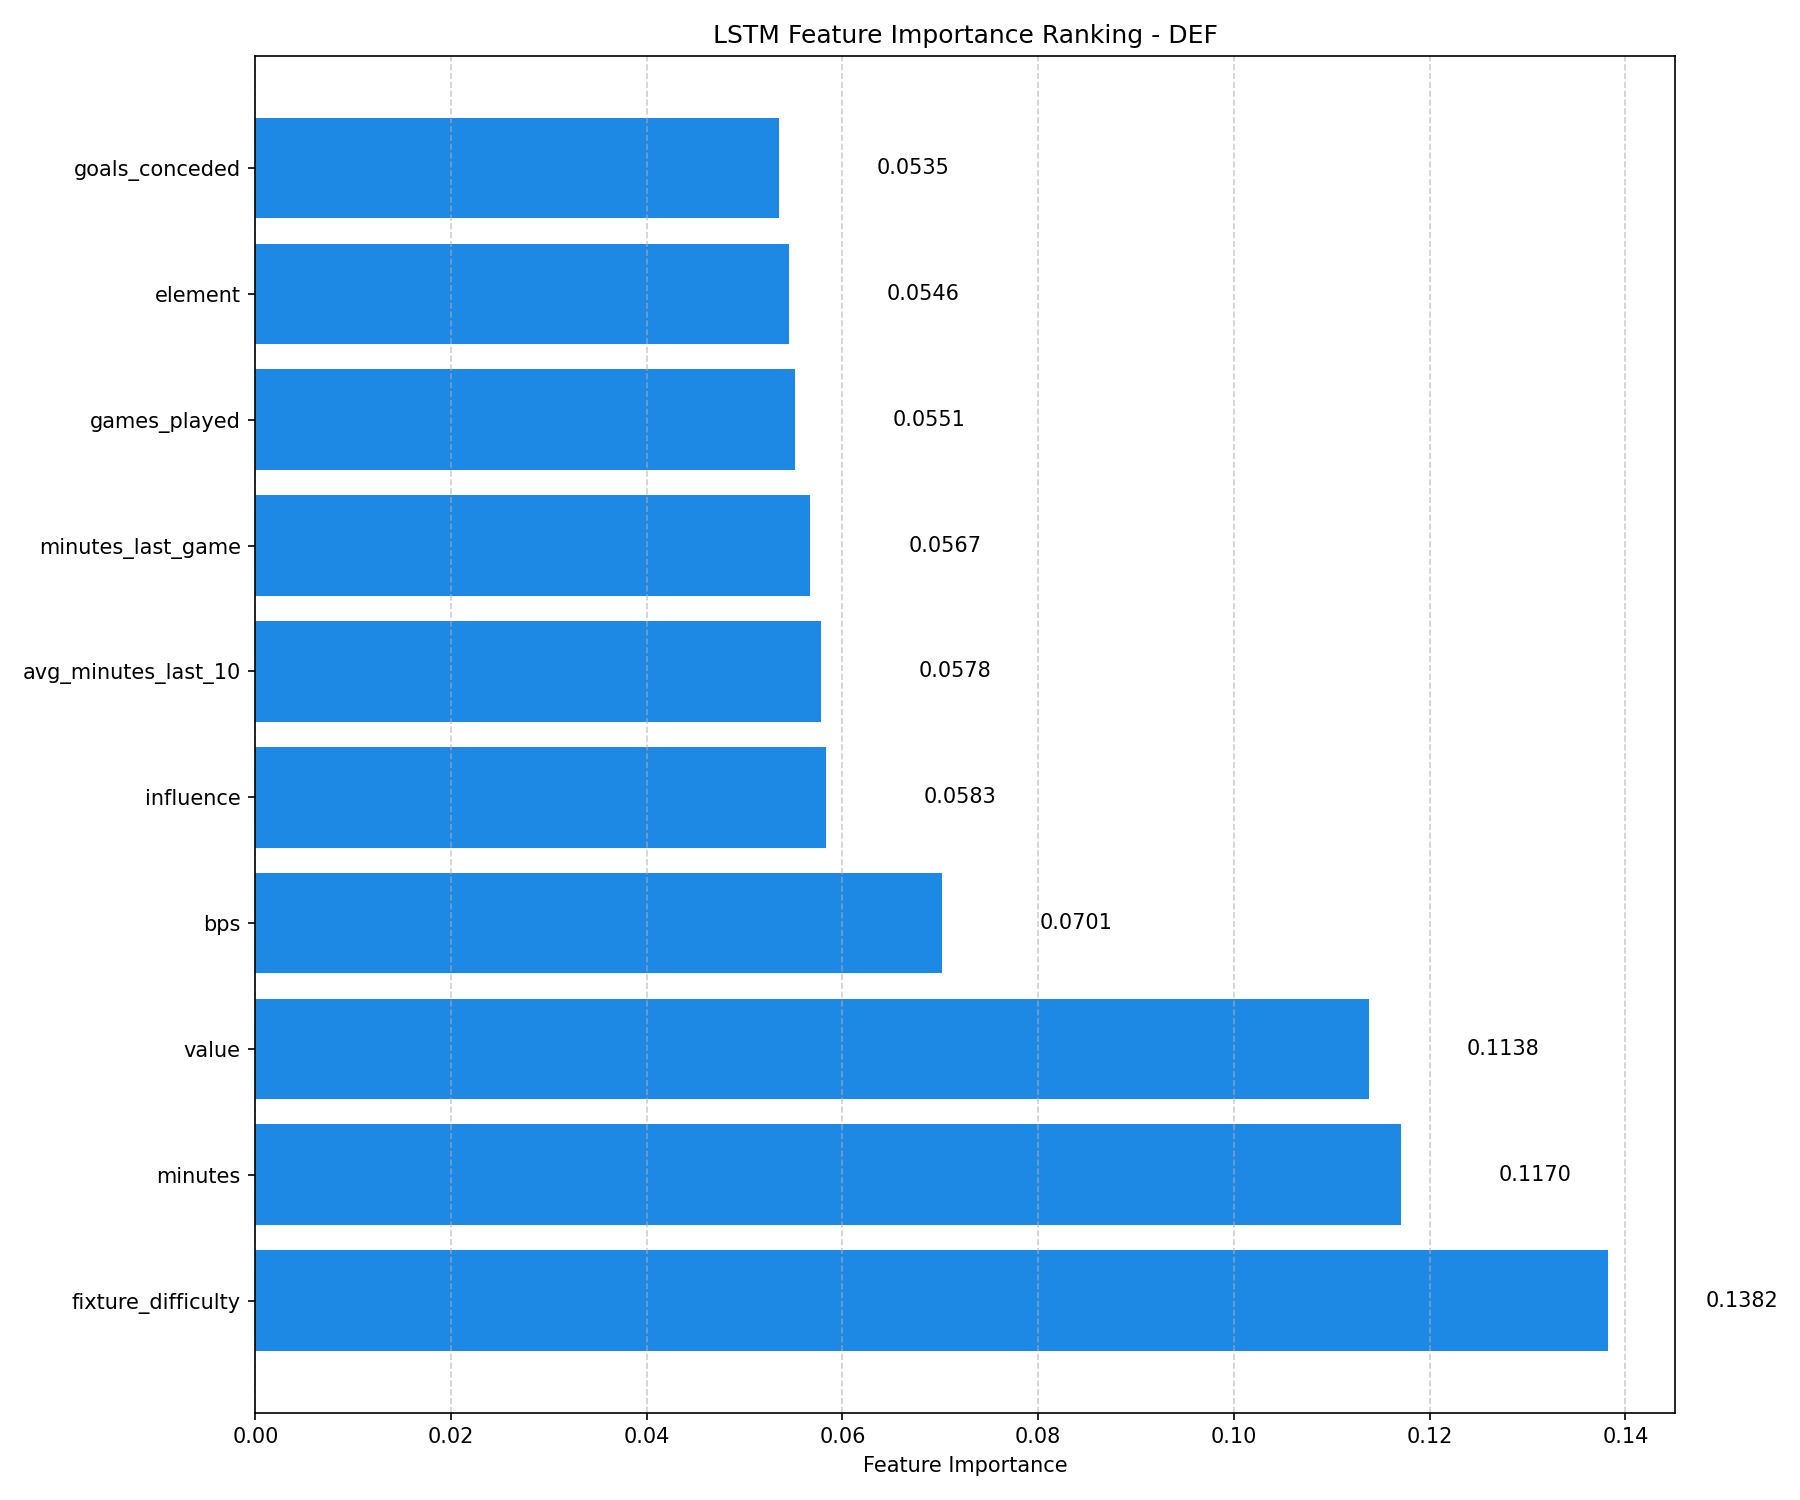 LSTM Feature Importance Ranking - DEF
goals_conceded 0.0535
element 0.0546
games_played 0.0551
minutes_last_game 0.0567
avg_minutes_last_10 0.0578
influence 0.0583
bps 0.0701
value 0.1138
minutes 0.1170
fixture_difficulty 0.1382
0.00 0.02 0.04 0.06 0.08 0.10 0.12 0.14
Feature Importance